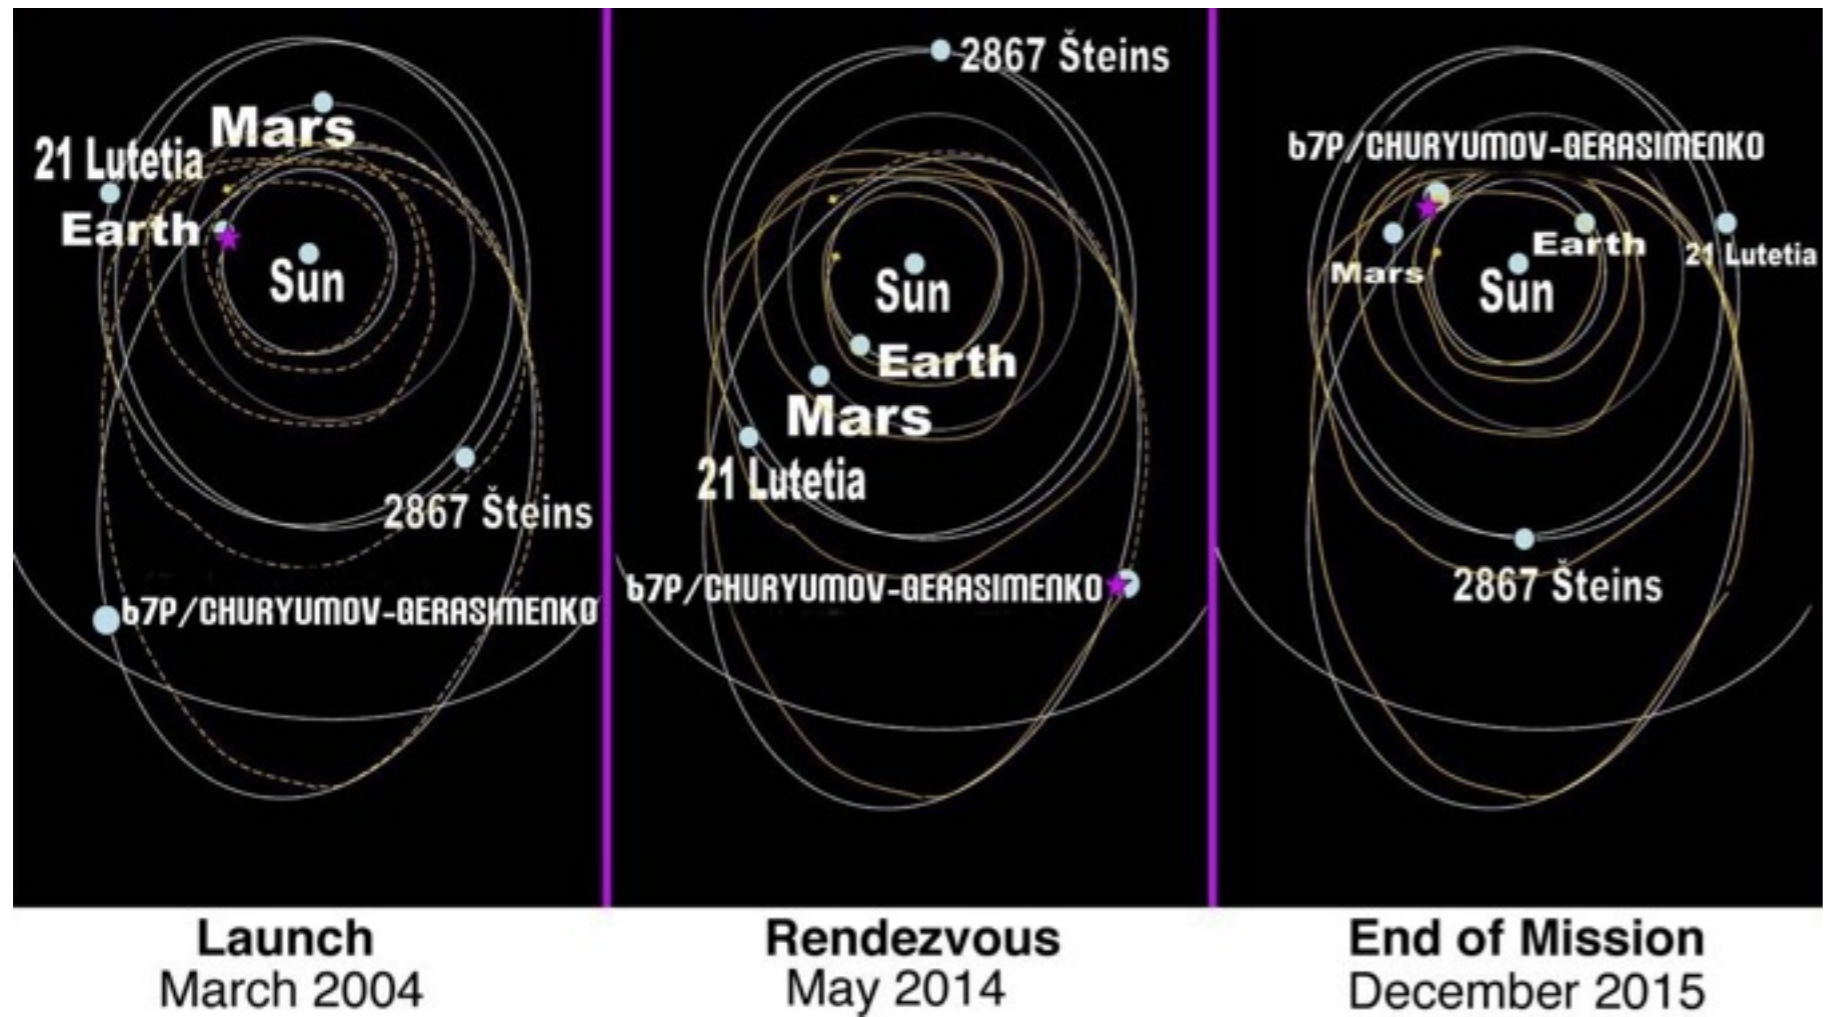 Mars
21 Lutetia
Earth
Sun
2867 Šteins
67P/CHURYUMOV-GERASIMENKO
Launch
March 2004
2867 Šteins
Sun
Earth
Mars
21 Lutetia
67P/CHURYUMOV-GERASIMENKO
Rendezvous
May 2014
67P/CHURYUMOV-GERASIMENKO
Earth
21 Lutetia
Mars
Sun
2867 Šteins
End of Mission
December 2015